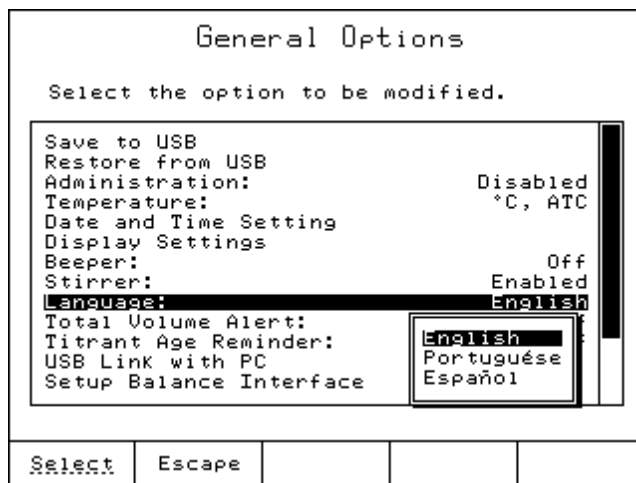 General Options
Select the option to be modified.
Save to USB
Restore from USB
Administration: Disabled
Temperature: °C, ATC
Date and Time Setting
Display Settings
Beeper: Off
Stirrer: Enabled
Language: English
Total Volume Alert:
Titrant Age Reminder:
USB Link with PC
Setup Balance Interface
English
Portuguése
Español
Select Escape